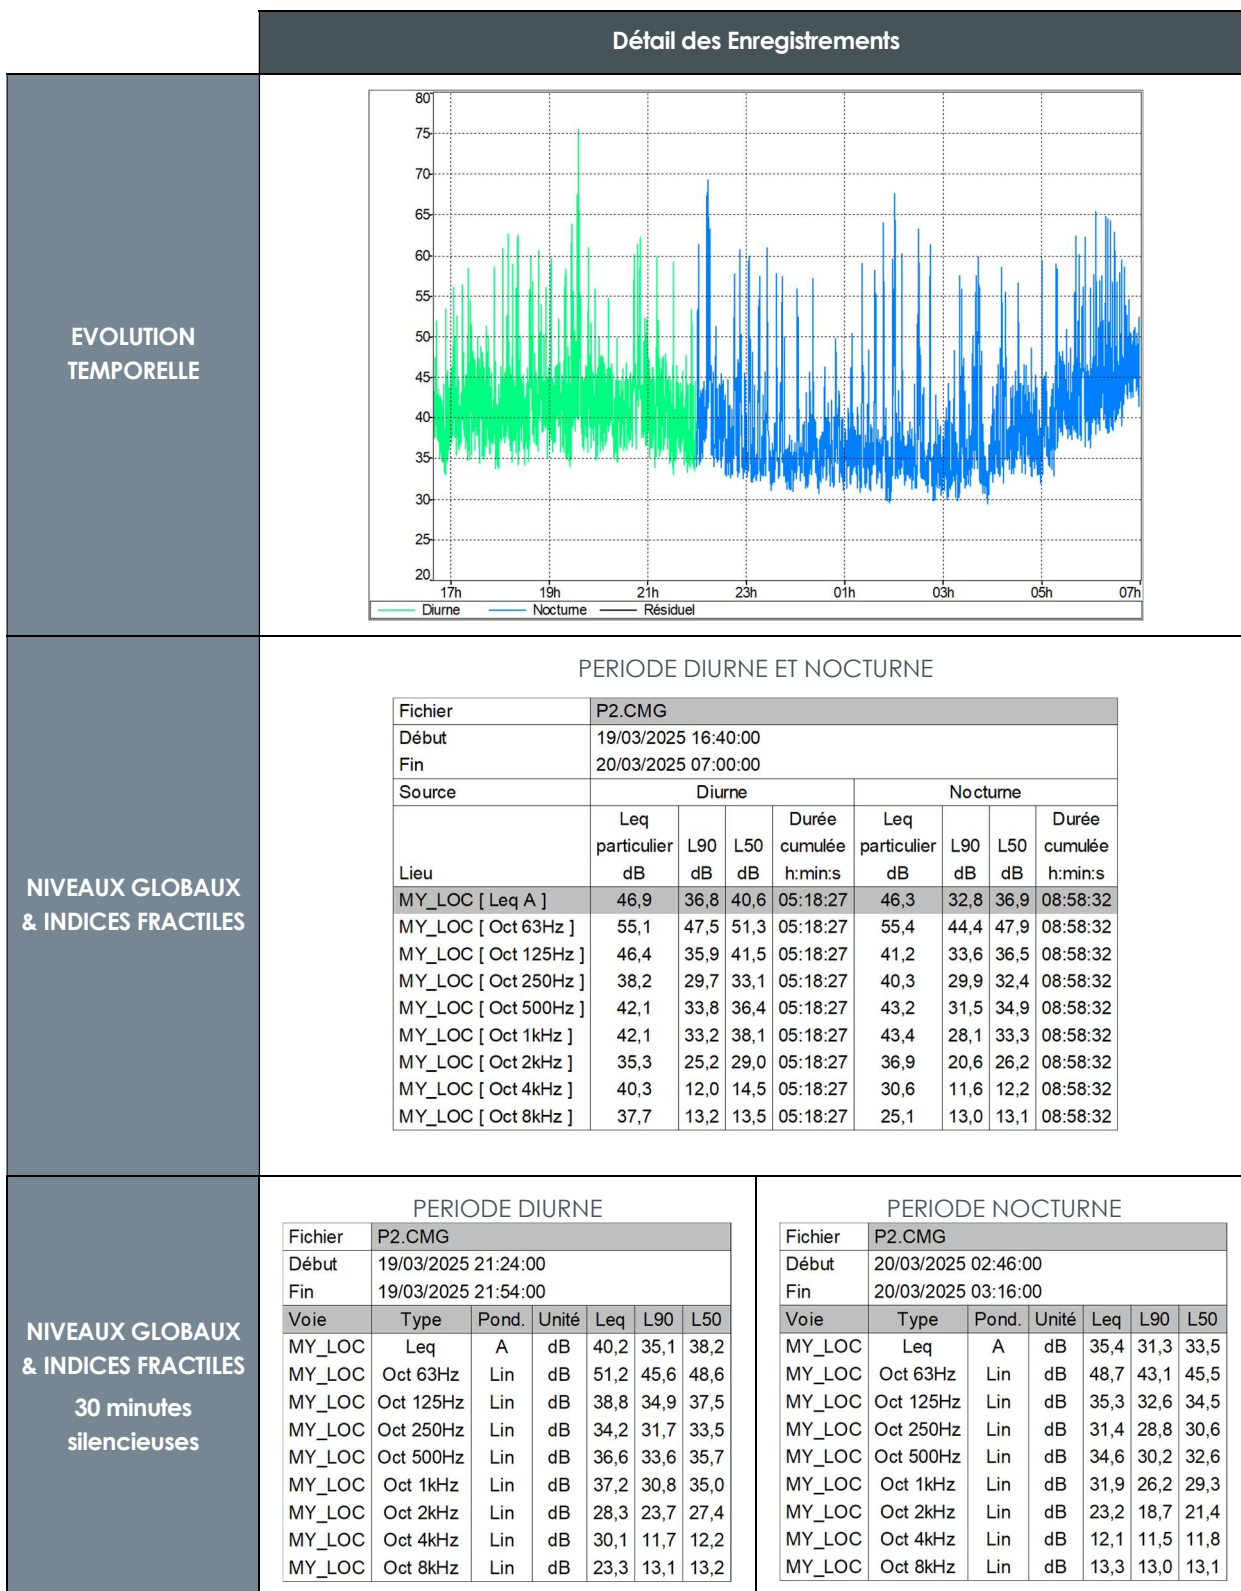 Détail des Enregistrements
EVOLUTION
TEMPORELLE
80
75
70
65
60
55
50
45
40
35
30
25
20
17h 19h 21h 23h 01h 03h 05h 07h
Diurne Nocturne Résiduel
NIVEAUX GLOBAUX
& INDICES FRACTILES
PERIODE DIURNE ET NOCTURNE
Fichier P2.CMG
Début 19/03/2025 16:40:00
Fin 20/03/2025 07:00:00
Source Diurne Nocturne
Leq Durée Leq Durée
particulier L90 L50 cumulée particulier L90 L50 cumulée
Lieu dB dB dB h:min:s dB dB dB h:min:s
MY_LOC [ Leq A ] 46,9 36,8 40,6 05:18:27 46,3 32,8 36,9 08:58:32
MY_LOC [ Oct 63Hz ] 55,1 47,5 51,3 05:18:27 55,4 44,4 47,9 08:58:32
MY_LOC [ Oct 125Hz ] 46,4 35,9 41,5 05:18:27 41,2 33,6 36,5 08:58:32
MY_LOC [ Oct 250Hz ] 38,2 29,7 33,1 05:18:27 40,3 29,9 32,4 08:58:32
MY_LOC [ Oct 500Hz ] 42,1 33,8 36,4 05:18:27 43,2 31,5 34,9 08:58:32
MY_LOC [ Oct 1kHz ] 42,1 33,2 38,1 05:18:27 43,4 28,1 33,3 08:58:32
MY_LOC [ Oct 2kHz ] 35,3 25,2 29,0 05:18:27 36,9 20,6 26,2 08:58:32
MY_LOC [ Oct 4kHz ] 40,3 12,0 14,5 05:18:27 30,6 11,6 12,2 08:58:32
MY_LOC [ Oct 8kHz ] 37,7 13,2 13,5 05:18:27 25,1 13,0 13,1 08:58:32
NIVEAUX GLOBAUX
& INDICES FRACTILES
30 minutes
silencieuses
PERIODE DIURNE
Fichier P2.CMG
Début 19/03/2025 21:24:00
Fin 19/03/2025 21:54:00
Voie Type Pond. Unité Leq L90 L50
MY_LOC Leq A dB 40,2 35,1 38,2
MY_LOC Oct 63Hz Lin dB 51,2 45,6 48,6
MY_LOC Oct 125Hz Lin dB 38,8 34,9 37,5
MY_LOC Oct 250Hz Lin dB 34,2 31,7 33,5
MY_LOC Oct 500Hz Lin dB 36,6 33,6 35,7
MY_LOC Oct 1kHz Lin dB 37,2 30,8 35,0
MY_LOC Oct 2kHz Lin dB 28,3 23,7 27,4
MY_LOC Oct 4kHz Lin dB 30,1 11,7 12,2
MY_LOC Oct 8kHz Lin dB 23,3 13,1 13,2
PERIODE NOCTURNE
Fichier P2.CMG
Début 20/03/2025 02:46:00
Fin 20/03/2025 03:16:00
Voie Type Pond. Unité Leq L90 L50
MY_LOC Leq A dB 35,4 31,3 33,5
MY_LOC Oct 63Hz Lin dB 48,7 43,1 45,5
MY_LOC Oct 125Hz Lin dB 35,3 32,6 34,5
MY_LOC Oct 250Hz Lin dB 31,4 28,8 30,6
MY_LOC Oct 500Hz Lin dB 34,6 30,2 32,6
MY_LOC Oct 1kHz Lin dB 31,9 26,2 29,3
MY_LOC Oct 2kHz Lin dB 23,2 18,7 21,4
MY_LOC Oct 4kHz Lin dB 12,1 11,5 11,8
MY_LOC Oct 8kHz Lin dB 13,3 13,0 13,1